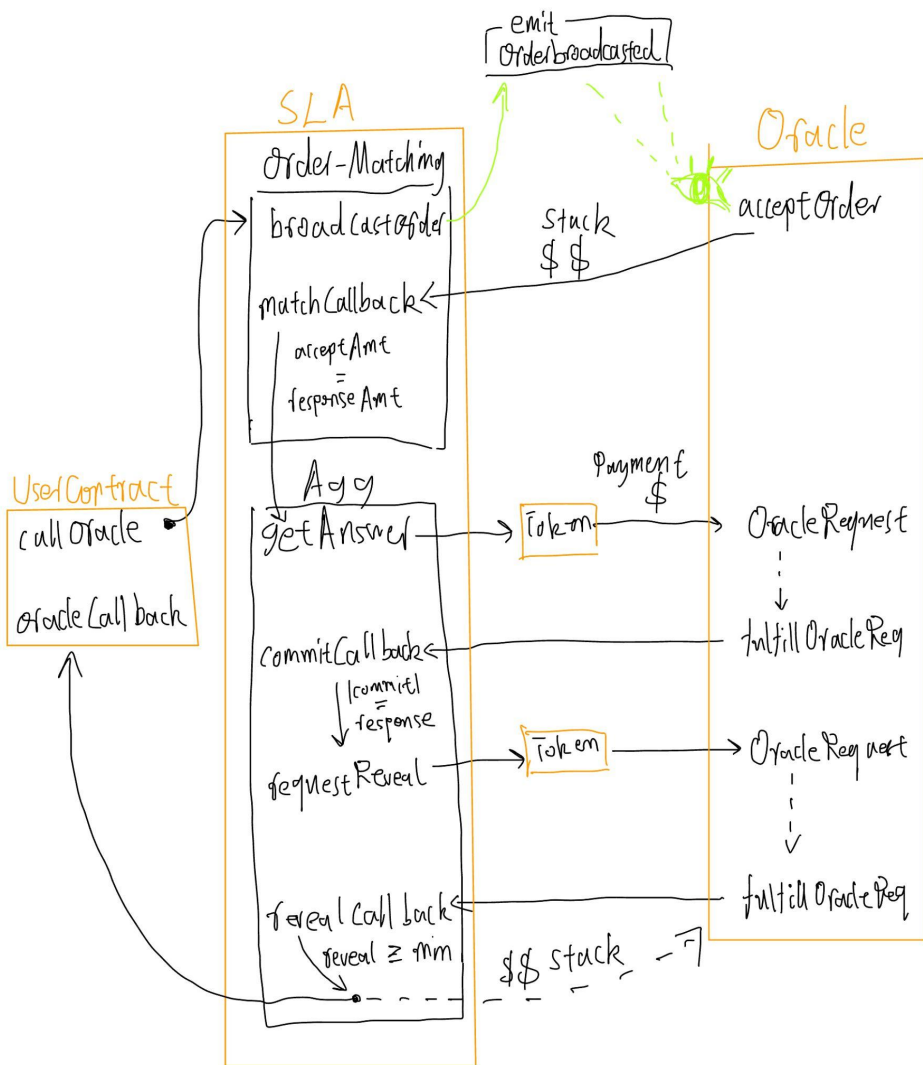 emit
Orderbroadcasted
SLA
Oracle
Order-Matching
broadCastOrder
acceptOrder
stack
$ $
matchCallback
acceptAmt
=
responseAmt
UserContract
callOracle
oracleCallback
Agg
Payment
$
getAnswer
Token
OracleRequest
commitCallback
fulfillOracleReq
|commit|
=
response
requestReveal
Token
OracleRequest
revealCallback
fulfillOracleReq
reveal ≥ min
$$ stack